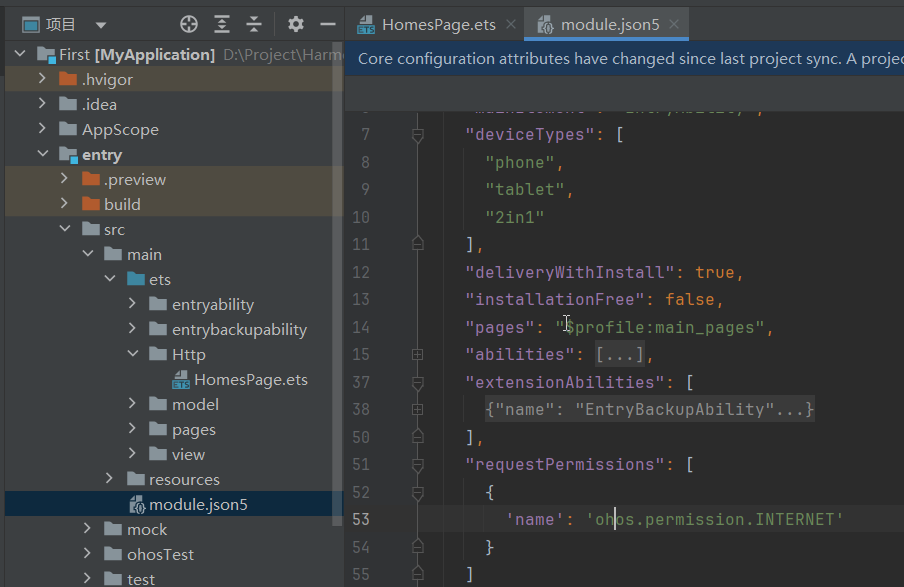 项目
HomesPage.ets
module.json5
First [MyApplication] D:\Project\Harm
.hvigor
.idea
AppScope
entry
.preview
build
src
main
ets
entryability
entrybackupability
Http
HomesPage.ets
model
pages
view
resources
module.json5
mock
ohosTest
test
Core configuration attributes have changed since last project sync. A projec
7 "deviceTypes": [
8 "phone",
9 "tablet",
10 "2in1"
11 ],
12 "deliveryWithInstall": true,
13 "installationFree": false,
14 "pages": "$profile:main_pages",
15 "abilities": [...],
37 "extensionAbilities": [
38 {"name": "EntryBackupAbility"...}
50 ],
51 "requestPermissions": [
52 {
53 'name': 'ohos.permission.INTERNET'
54 }
55 ]